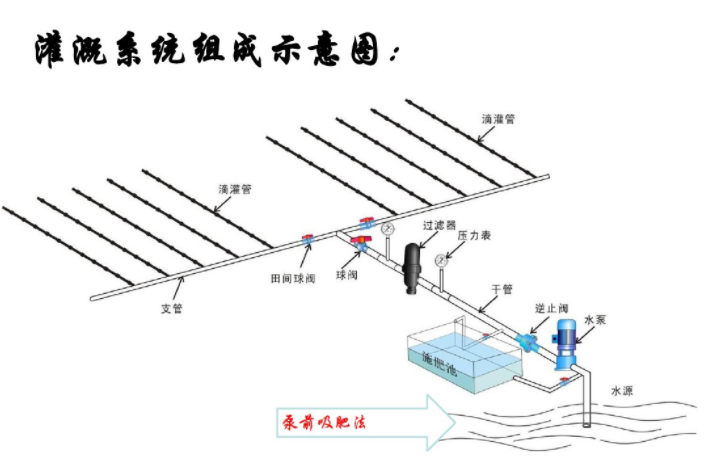 灌溉系统组成示意图：
滴灌管
滴灌管
过滤器
压力表
田间球阀
球阀
支管
干管
逆止阀
水泵
施肥池
水源
泵前吸肥法